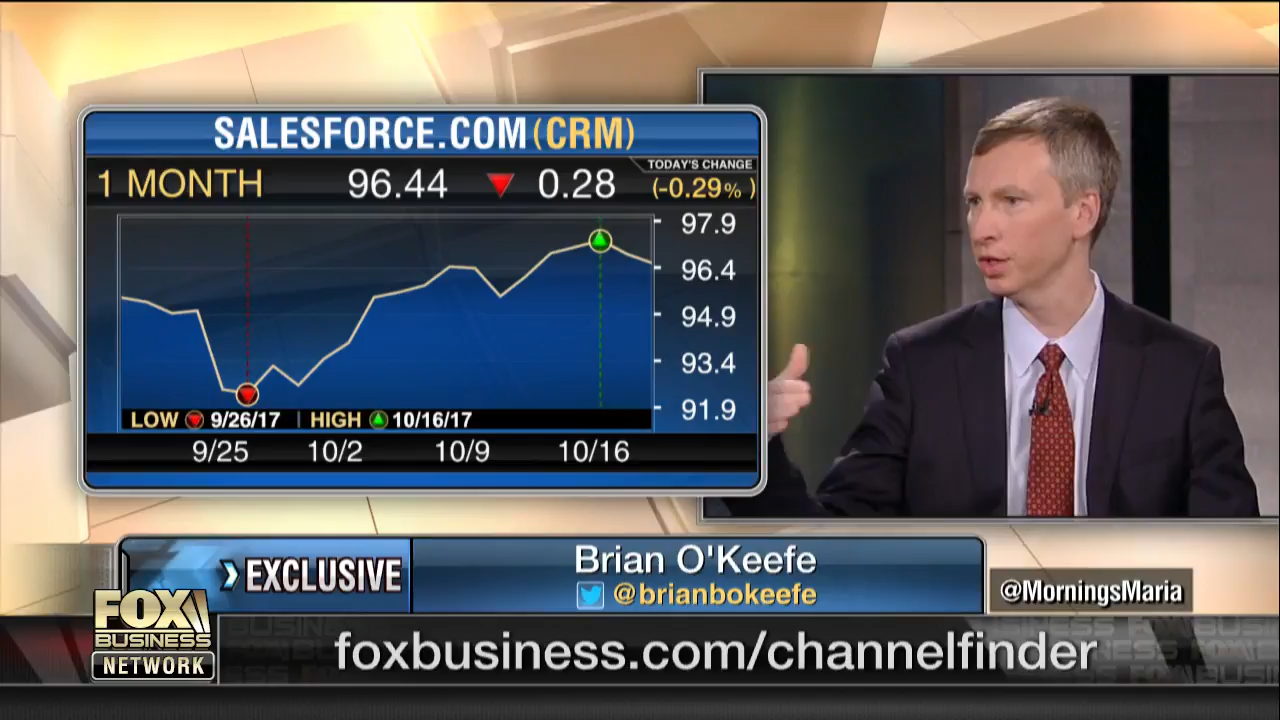 SALESFORCE.COM (CRM)
1 MONTH 96.44 0.28 TODAY'S CHANGE (-0.29%)
97.9
96.4
94.9
93.4
91.9
LOW 9/26/17 | HIGH 10/16/17
9/25 10/2 10/9 10/16
EXCLUSIVE
Brian O'Keefe
@brianbokeefe
@MorningsMaria
FOX
BUSINESS
NETWORK
foxbusiness.com/channelfinder